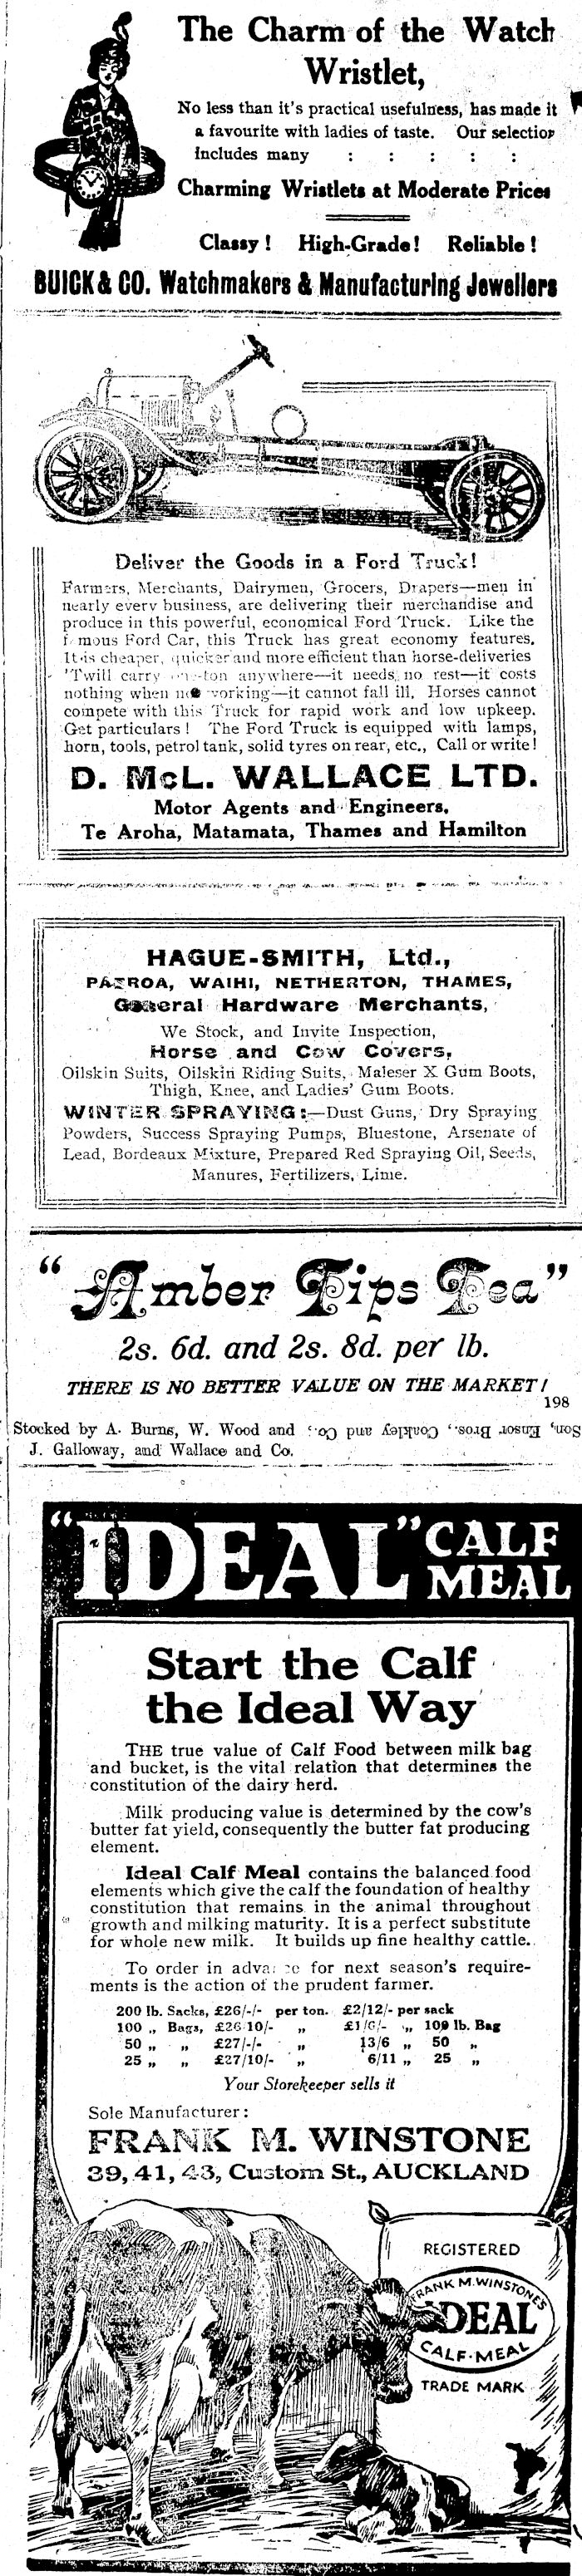 The Charm of the Watch
Wristlet,
No less than it's practical usefulness, has made it
a favourite with ladies of taste. Our selection
includes many : : : : :
Charming Wristlets at Moderate Prices
Classy! High-Grade! Reliable!
BUICK & CO. Watchmakers & Manufacturing Jewellers
Deliver the Goods in a Ford Truck!
Farmers, Merchants, Dairymen, Grocers, Drapers—men in
nearly every business, are delivering their merchandise and
produce in this powerful, economical Ford Truck. Like the
f mous Ford Car, this Truck has great economy features.
It is cheaper, quicker and more efficient than horse-deliveries
'Twill carry on -ton anywhere—it needs no rest—it costs
nothing when n working—it cannot fall ill. Horses cannot
compete with this Truck for rapid work and low upkeep.
Get particulars! The Ford Truck is equipped with lamps,
horn, tools, petrol tank, solid tyres on rear, etc., Call or write!
D. McL. WALLACE LTD.
Motor Agents and Engineers.
Te Aroha, Matamata, Thames and Hamilton
HAGUE-SMITH, Ltd.,
PAEROA, WAIHI, NETHERTON, THAMES,
General Hardware Merchants,
We Stock, and Invite Inspection,
Horse and Cow Covers,
Oilskin Suits, Oilskin Riding Suits, Maleser X Gum Boots,
Thigh, Knee, and Ladies' Gum Boots.
WINTER SPRAYING:—Dust Guns, Dry Spraying
Powders, Success Spraying Pumps, Bluestone, Arsenate of
Lead, Bordeaux Mixture, Prepared Red Spraying Oil, Seeds,
Manures, Fertilizers, Lime.
"Amber Tips Tea"
2s. 6d. and 2s. 8d. per lb.
THERE IS NO BETTER VALUE ON THE MARKET!
198
Stocked by A. Burns, W. Wood and Son, Ensor Bros., Conkley and Co.,
J. Galloway, and Wallace and Co.
"IDEAL" CALF
MEAL
Start the Calf
the Ideal Way
THE true value of Calf Food between milk bag
and bucket, is the vital relation that determines the
constitution of the dairy herd.
Milk producing value is determined by the cow's
butter fat yield, consequently the butter fat producing
element.
Ideal Calf Meal contains the balanced food
elements which give the calf the foundation of healthy
constitution that remains in the animal throughout
growth and milking maturity. It is a perfect substitute
for whole new milk. It builds up fine healthy cattle.
To order in adva ce for next season's require-
ments is the action of the prudent farmer.
200 lb. Sacks, £26/-/- per ton. £2/12/- per sack
100 „ Bags, £26 10/- „ £1/6/- „ 100 lb. Bag
50 „ „ £27/-/- „ 13/6 „ 50 „
25 „ „ £27/10/- „ 6/11 „ 25 „
Your Storekeeper sells it
Sole Manufacturer:
FRANK M. WINSTONE
39, 41, 43, Custom St., AUCKLAND
REGISTERED
FRANK M. WINSTONE'S
IDEAL
CALF-MEAL
TRADE MARK